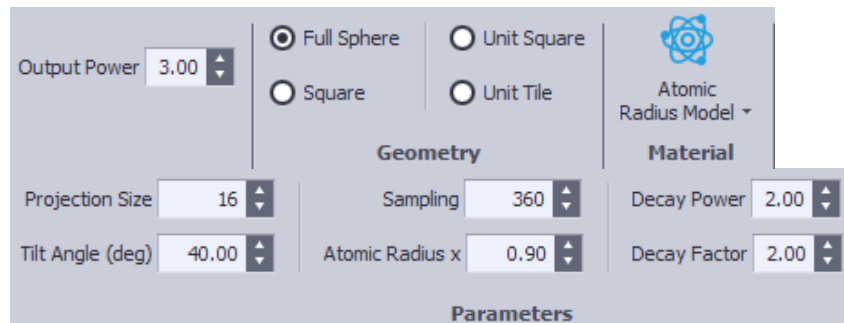 Output Power 3.00
Full Sphere Unit Square
Square Unit Tile
Geometry
Atomic
Radius Model
Material
Projection Size 16 Sampling 360 Decay Power 2.00
Tilt Angle (deg) 40.00 Atomic Radius x 0.90 Decay Factor 2.00
Parameters